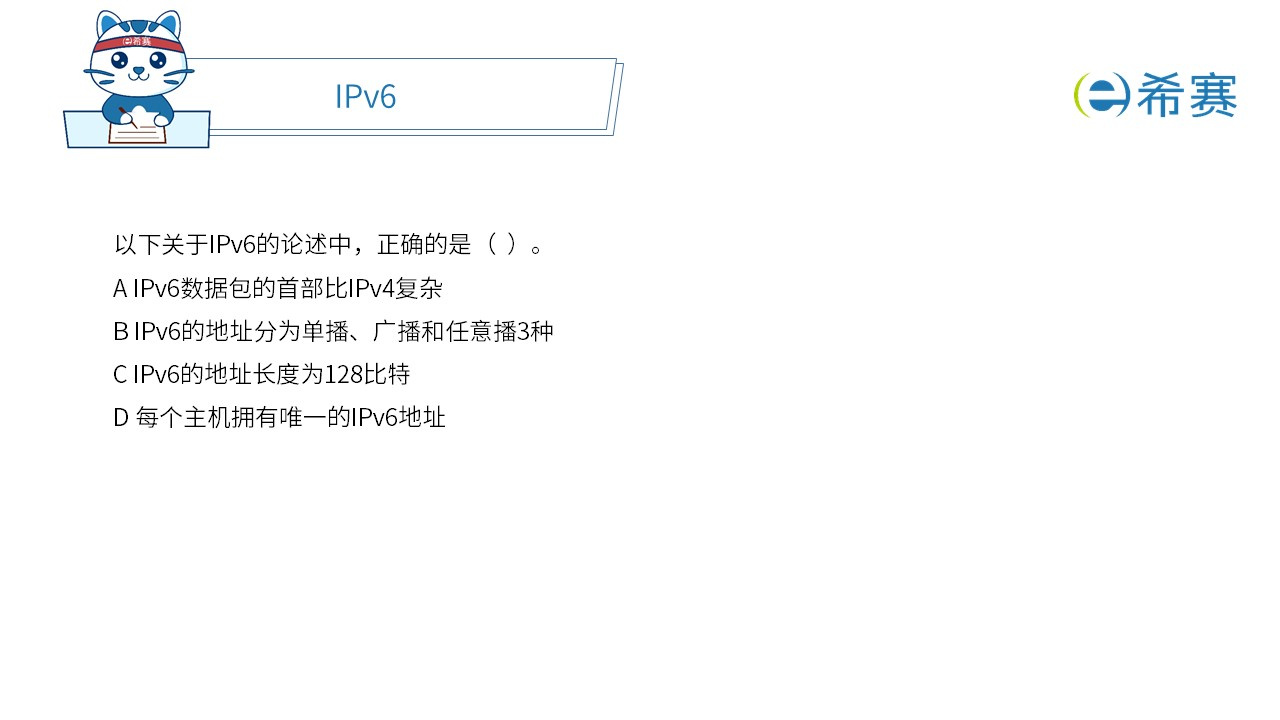 希赛
IPv6
希赛
以下关于IPv6的论述中，正确的是（ ）。
A IPv6数据包的首部比IPv4复杂
B IPv6的地址分为单播、广播和任意播3种
C IPv6的地址长度为128比特
D 每个主机拥有唯一的IPv6地址